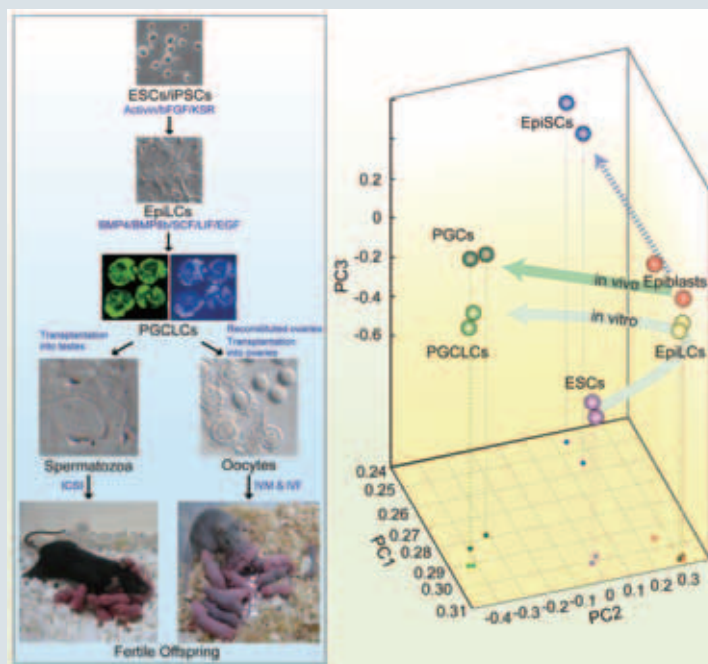 ESCs/iPSCs
Activin/bFGF/KSR
EpiLCs
BMP4/BMP8b/SCF/LIF/EGF
PGCLCs
Transplantation
into testes
Reconstituted ovaries
Transplantation
into ovaries
Spermatozoa
Oocytes
ICSI
IVM & IVF
Fertile Offspring
EpiSCs
PGCs
in vivo
Epiblasts
in vitro
PGCLCs
EpiLCs
ESCs
PC3
0.2
0
-0.2
-0.4
-0.6
PC1
0.24
0.25
0.26
0.27
0.28
0.29
0.30
0.31
-0.4
-0.3
-0.2
-0.1
0
0.1
0.2
0.3
PC2